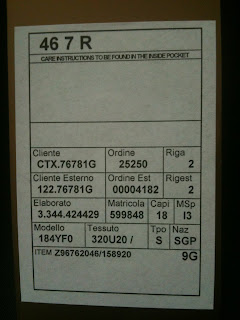 46 7 R
CARE INSTRUCTIONS TO BE FOUND IN THE INSIDE POCKET
Cliente Ordine Riga
CTX.76781G 25250 2
Cliente Esterno Ordine Est Rigest
122.76781G 00004182 2
Elaborato Matricola Capi MSp
3.344.424429 599848 18 I3
Modello Tessuto Tpo Naz
184YF0 320U20 / S SGP
ITEM Z96762046/158920 9G